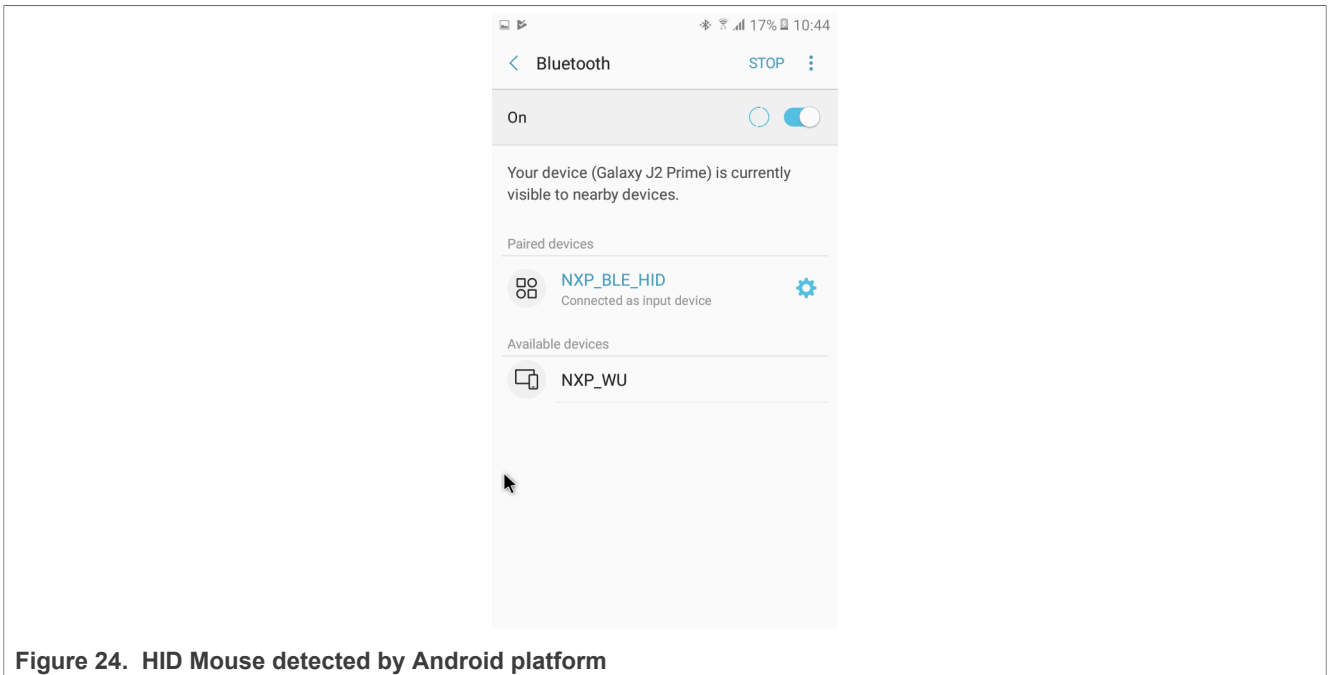 17% 10:44
Bluetooth STOP
On
Your device (Galaxy J2 Prime) is currently
visible to nearby devices.
Paired devices
NXP_BLE_HID
Connected as input device
Available devices
NXP_WU
Figure 24. HID Mouse detected by Android platform